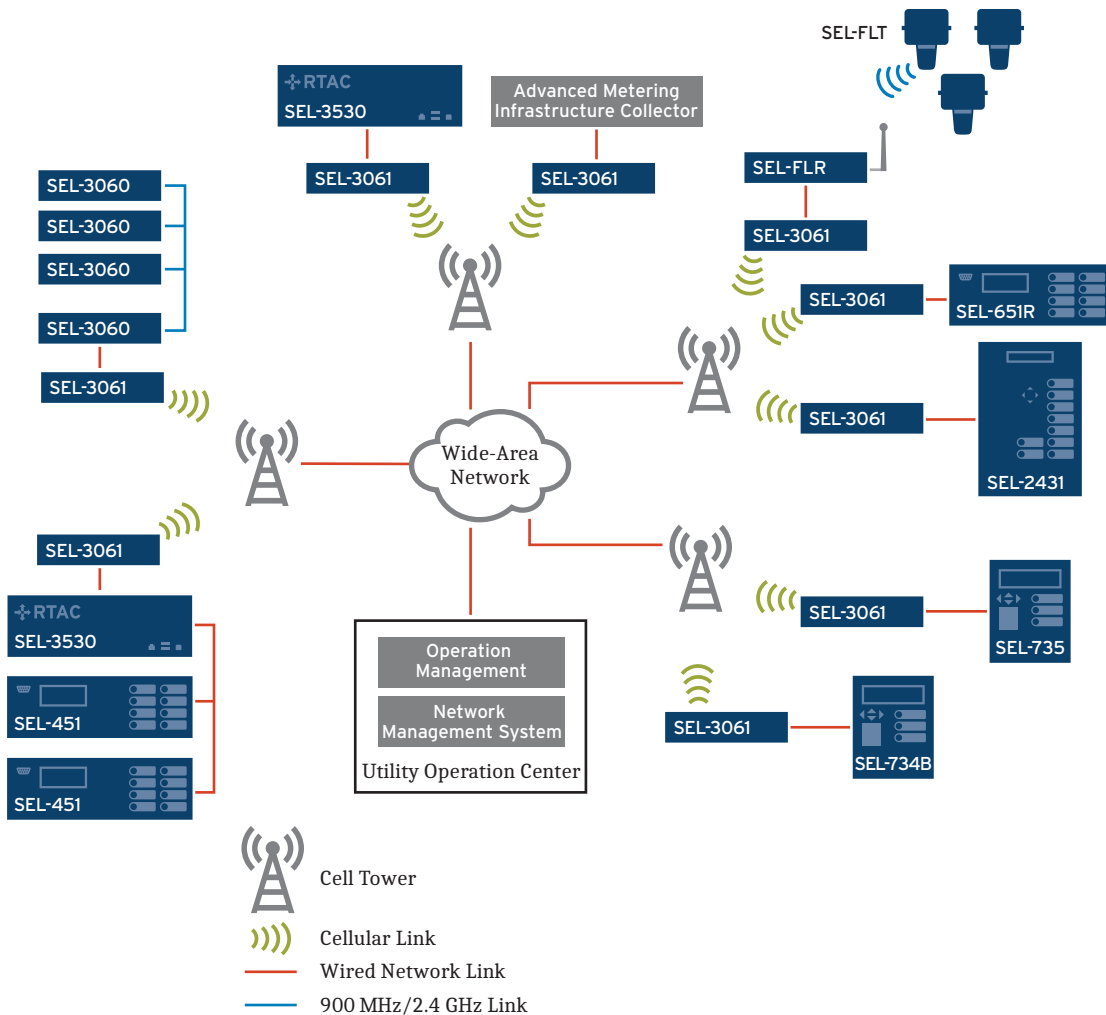 SEL-FLT
RTAC
SEL-3530
Advanced Metering
Infrastructure Collector
SEL-3061
SEL-3061
SEL-FLR
SEL-3061
SEL-3060
SEL-3060
SEL-3060
SEL-3060
SEL-3061
SEL-3061
SEL-651R
SEL-3061
SEL-2431
Wide-Area
Network
SEL-3061
RTAC
SEL-3530
SEL-451
SEL-451
SEL-3061
SEL-735
SEL-3061
SEL-734B
Operation
Management
Network
Management System
Utility Operation Center
Cell Tower
Cellular Link
Wired Network Link
900 MHz/2.4 GHz Link